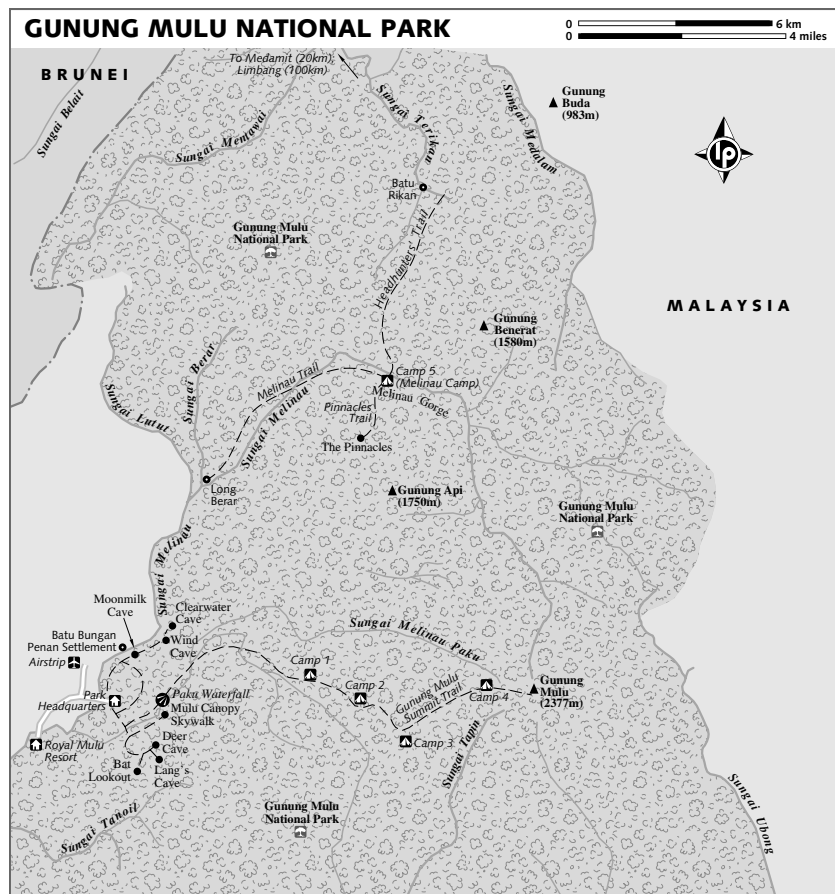 GUNUNG MULU NATIONAL PARK
0 6 km
0 4 miles
BRUNEI
To Medamit (20km),
Limbang (100km)
Gunung
Buda
(983m)
Sungai Belait
Sungai Terikan
Sungai Medalam
Sungai Memawai
lp
Batu
Rikan
Gunung Mulu
National Park
Headhunters' Trail
MALAYSIA
Gunung
Benerat
(1580m)
Sungai Berar
Melinau Trail
Camp 5
(Melinau Camp)
Melinau Gorge
Sungai Lutut
Sungai Melinau
Pinnacles
Trail
The Pinnacles
Long
Berar
Gunung Api
(1750m)
Gunung Mulu
National Park
Sungai Melinau
Moonmilk
Cave
Clearwater
Cave
Sungai Melinau Paku
Batu Bungan
Penan Settlement
Wind
Cave
Airstrip
Camp 1
Camp 2
Gunung Mulu
Summit Trail
Camp 4
Gunung
Mulu
(2377m)
Park
Headquarters
Paku Waterfall
Mulu Canopy
Skywalk
Camp 3
Royal Mulu
Resort
Deer
Cave
Bat
Lookout
Lang's
Cave
Sungai Tapin
Sungai Tanoil
Gunung Mulu
National Park
Sungai Ubong